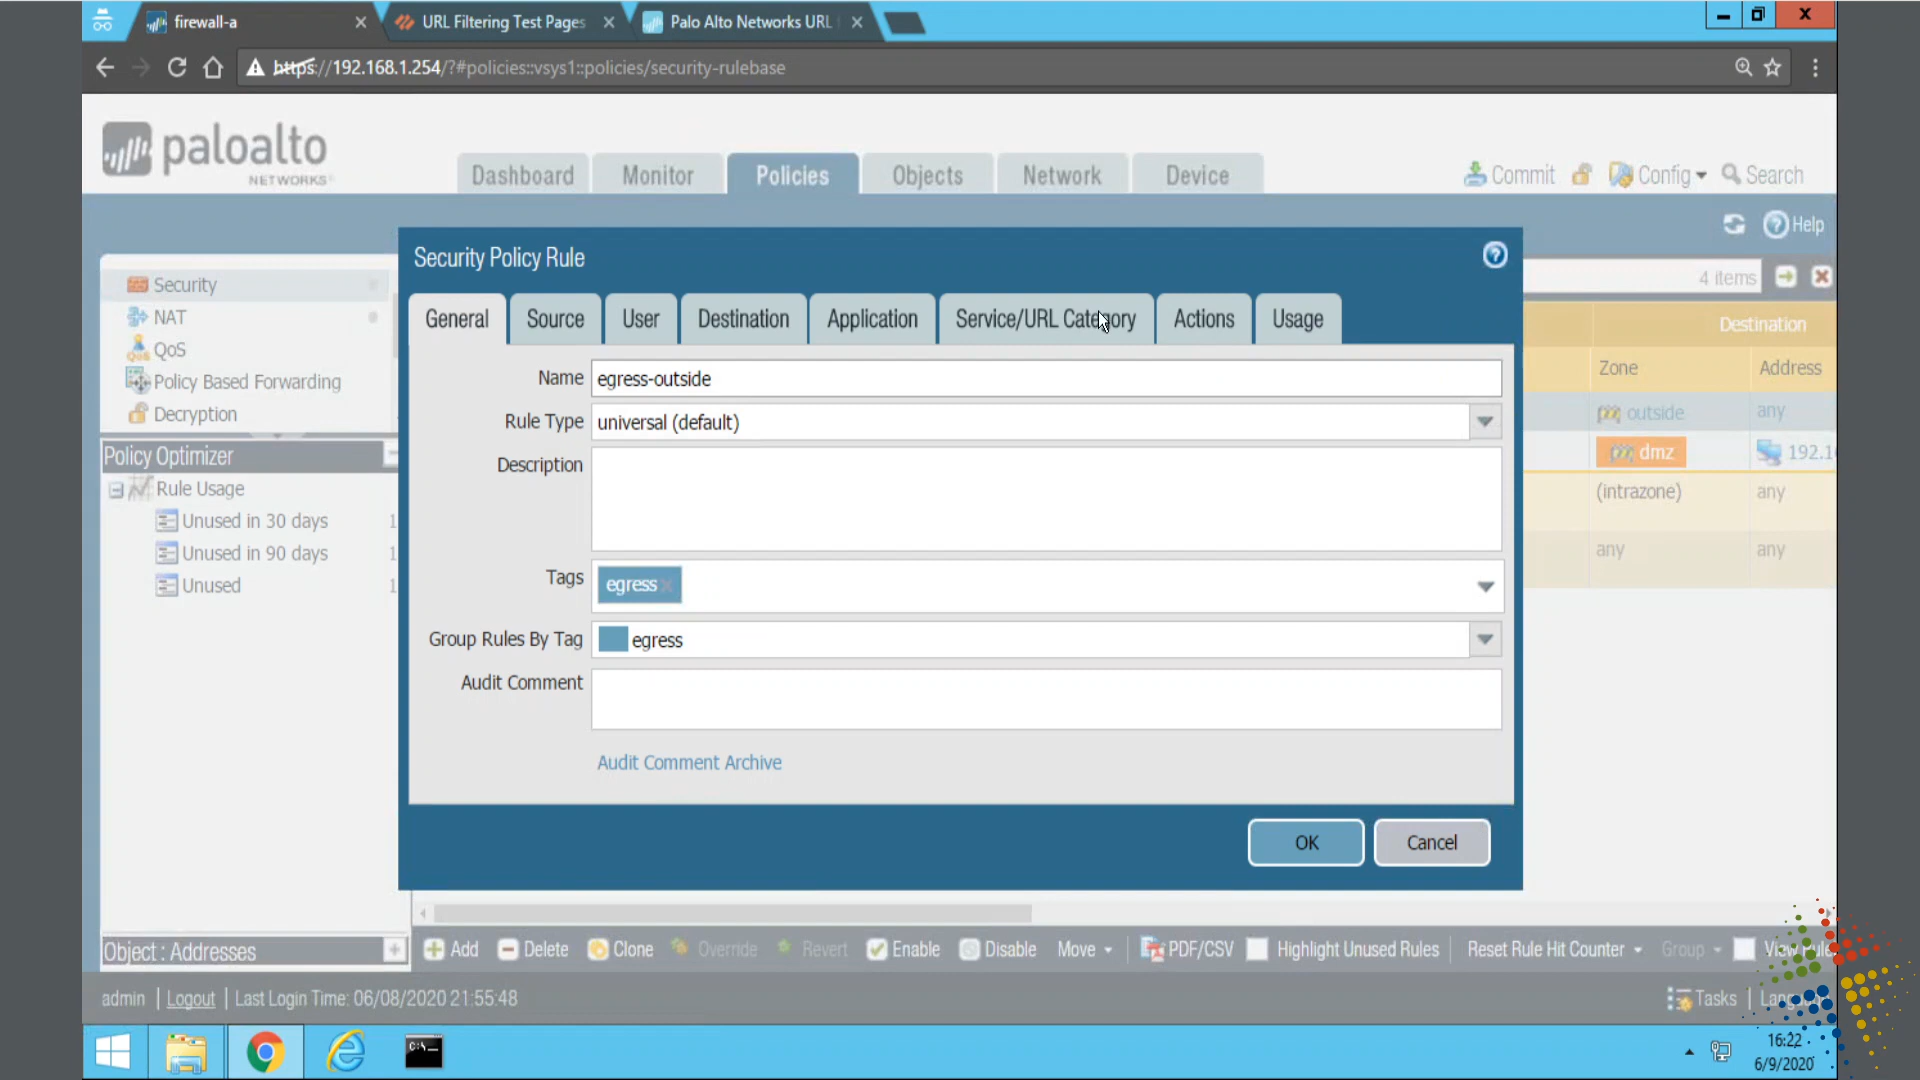 firewall-a
URL Filtering Test Pages
Palo Alto Networks URL
https://192.168.1.254/?#policies::vsys1::policies/security-rulebase
paloalto
NETWORKS
Dashboard
Monitor
Policies
Objects
Network
Device
Commit
Config
Search
Help
Security Policy Rule
4 items
Security
NAT
QoS
Policy Based Forwarding
Decryption
Policy Optimizer
Rule Usage
Unused in 30 days 1
Unused in 90 days 1
Unused 1
General
Source
User
Destination
Application
Service/URL Category
Actions
Usage
Name egress-outside
Rule Type universal (default)
Description
Tags egress
Group Rules By Tag egress
Audit Comment
Audit Comment Archive
OK
Cancel
Destination
Zone
Address
outside any
dmz 192.1
(intrazone) any
any any
Object : Addresses
Add
Delete
Clone
Override
Revert
Enable
Disable
Move
PDF/CSV
Highlight Unused Rules
Reset Rule Hit Counter
Group
View
admin | Logout | Last Login Time: 06/08/2020 21:55:48
Tasks
C:\
16:22
6/9/2020